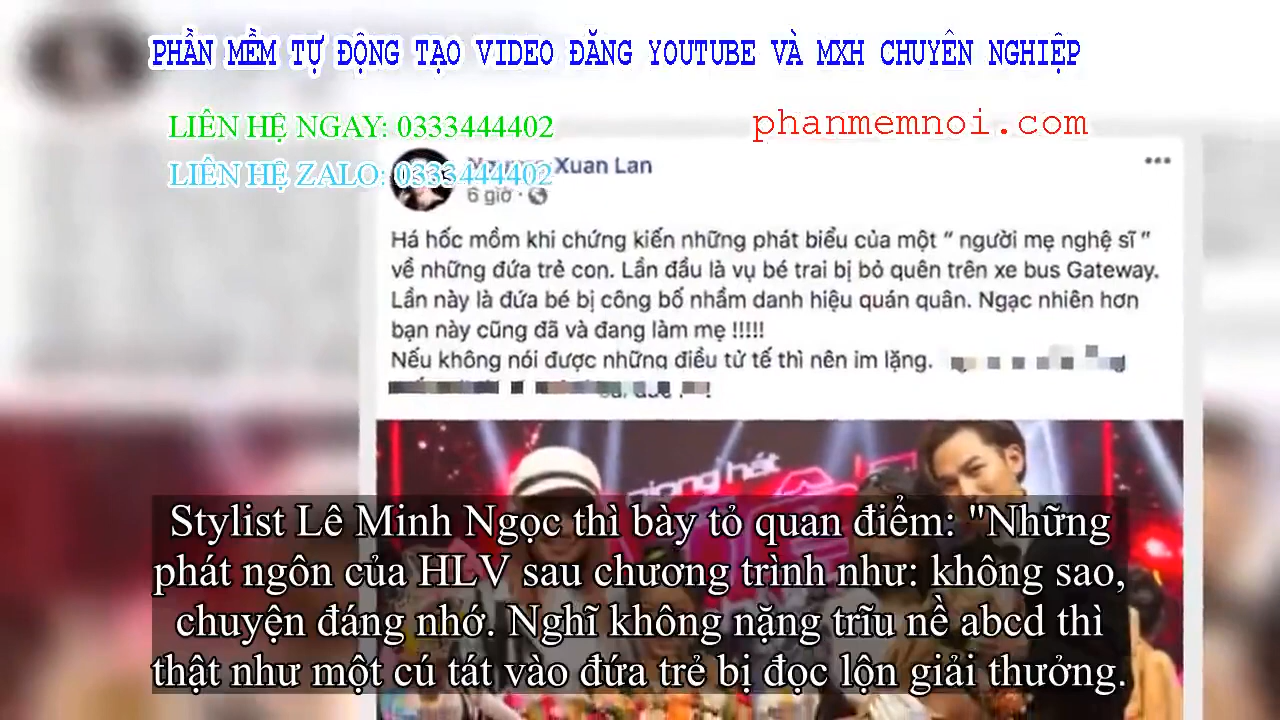 PHẦN MỀM TỰ ĐỘNG TẠO VIDEO ĐĂNG YOUTUBE VÀ MXH CHUYÊN NGHIỆP
LIÊN HỆ NGAY: 0333444402
phanmemnoi.com
LIÊN HỆ ZALO: 0333444402
Xuan Lan
6 giờ ·
Há hốc mồm khi chứng kiến những phát biểu của một " người mẹ nghệ sĩ "
về những đứa trẻ con. Lần đầu là vụ bé trai bị bỏ quên trên xe bus Gateway.
Lần này là đứa bé bị công bố nhầm danh hiệu quán quân. Ngạc nhiên hơn
bạn này cũng đã và đang làm mẹ !!!!!
Nếu không nói được những điều tử tế thì nên im lặng.
giọng hát
Stylist Lê Minh Ngọc thì bày tỏ quan điểm: "Những
phát ngôn của HLV sau chương trình như: không sao,
chuyện đáng nhớ. Nghĩ không nặng trĩu nề abcd thì
thật như một cú tát vào đứa trẻ bị đọc lộn giải thưởng.